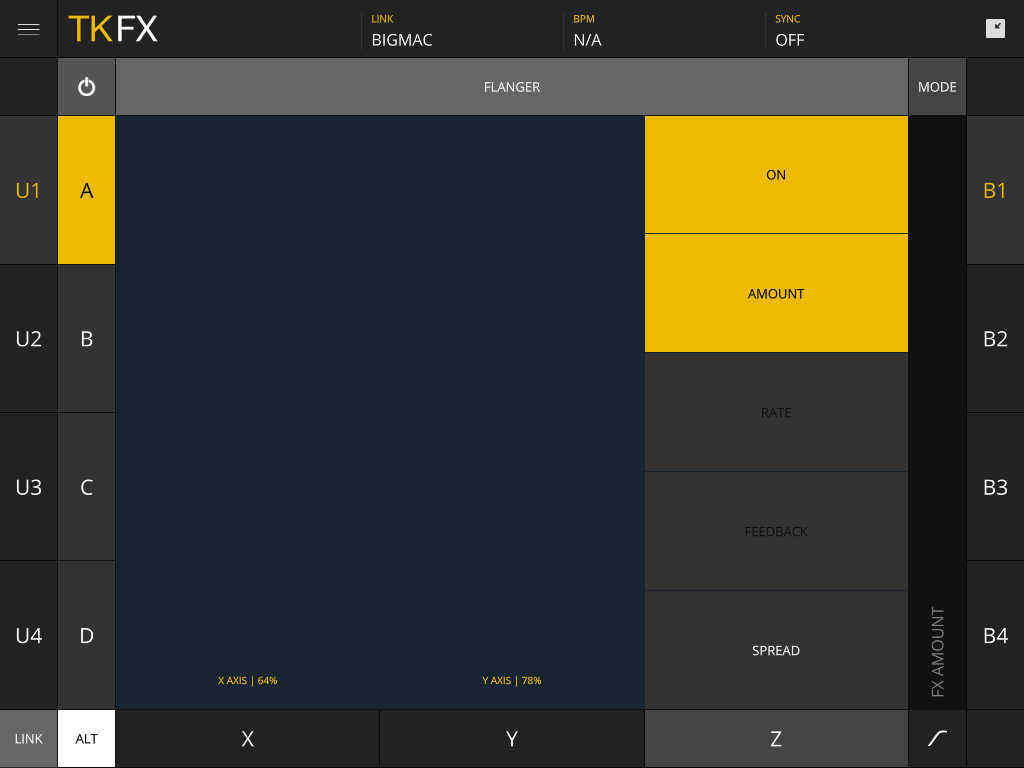 TKFX
LINK
BIGMAC
BPM
N/A
SYNC
OFF
FLANGER
MODE
U1
A
ON
B1
AMOUNT
U2
B
B2
RATE
U3
C
B3
FEEDBACK
U4
D
SPREAD
FX AMOUNT
B4
X AXIS | 64%
Y AXIS | 78%
LINK
ALT
X
Y
Z